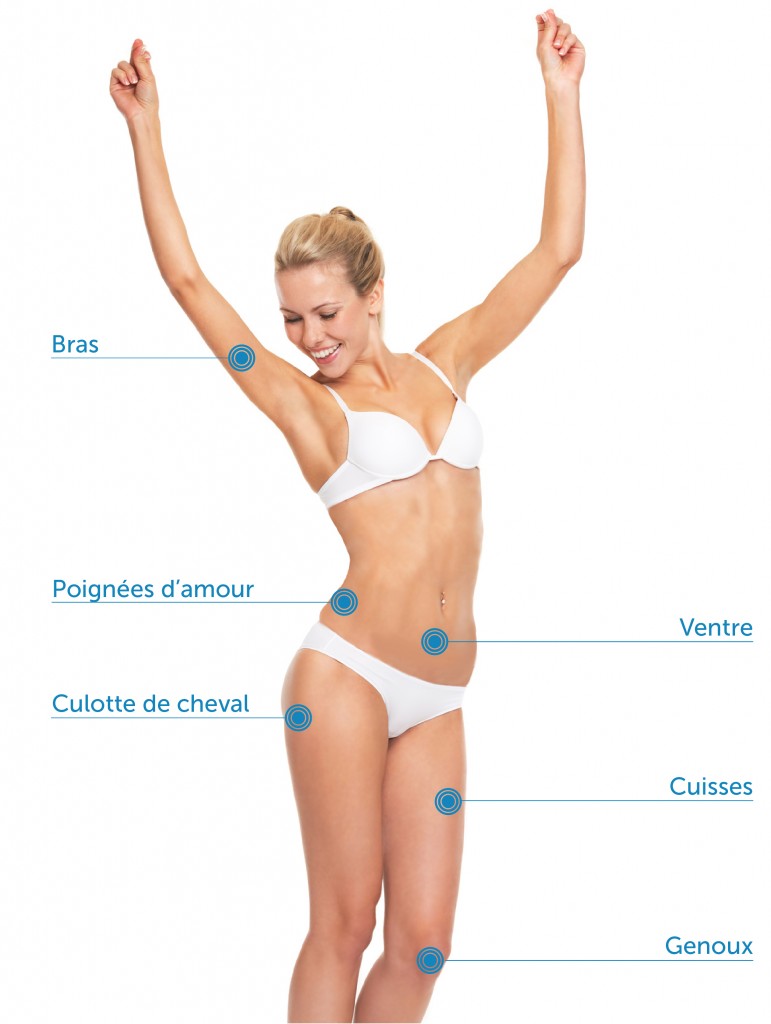 Bras
Poignées d’amour
Ventre
Culotte de cheval
Cuisses
Genoux